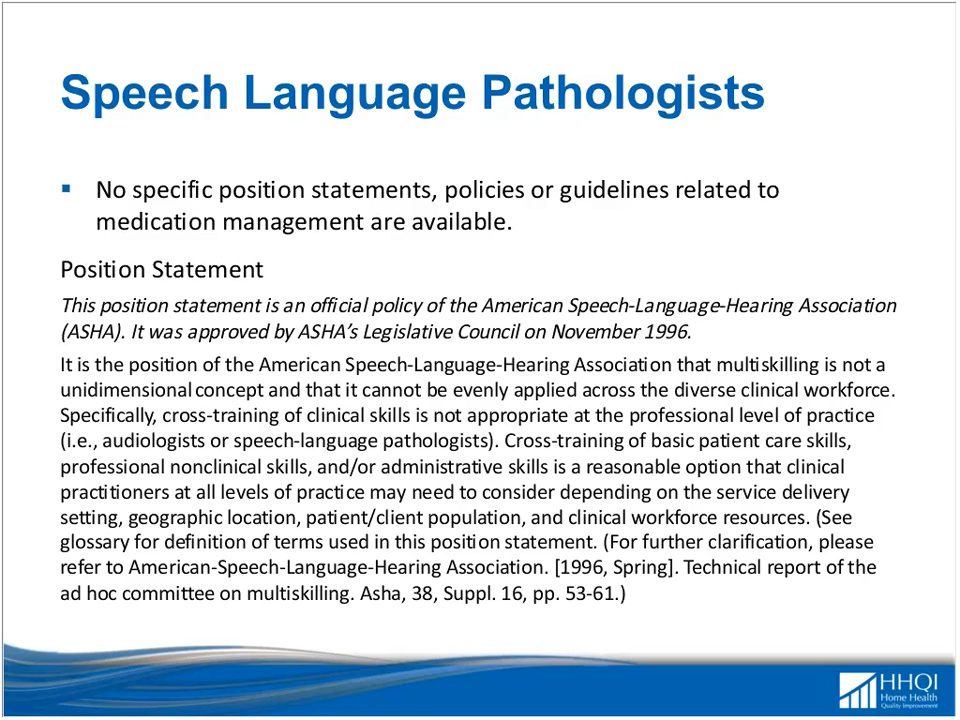 Speech Language Pathologists
▪ No specific position statements, policies or guidelines related to
medication management are available.
Position Statement
This position statement is an official policy of the American Speech-Language-Hearing Association
(ASHA). It was approved by ASHA’s Legislative Council on November 1996.
It is the position of the American Speech-Language-Hearing Association that multiskilling is not a
unidimensional concept and that it cannot be evenly applied across the diverse clinical workforce.
Specifically, cross-training of clinical skills is not appropriate at the professional level of practice
(i.e., audiologists or speech-language pathologists). Cross-training of basic patient care skills,
professional nonclinical skills, and/or administrative skills is a reasonable option that clinical
practitioners at all levels of practice may need to consider depending on the service delivery
setting, geographic location, patient/client population, and clinical workforce resources. (See
glossary for definition of terms used in this position statement. (For further clarification, please
refer to American-Speech-Language-Hearing Association. [1996, Spring]. Technical report of the
ad hoc committee on multiskilling. Asha, 38, Suppl. 16, pp. 53-61.)
HHQI
Home Health
Quality Improvement